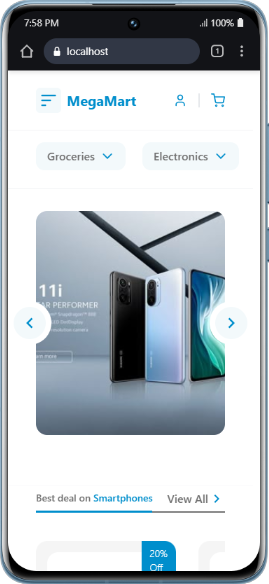 7:58 PM 100%
localhost 1
MegaMart
Groceries Electronics
11i
AR PERFORMER
Best deal on Smartphones View All
20%
Off